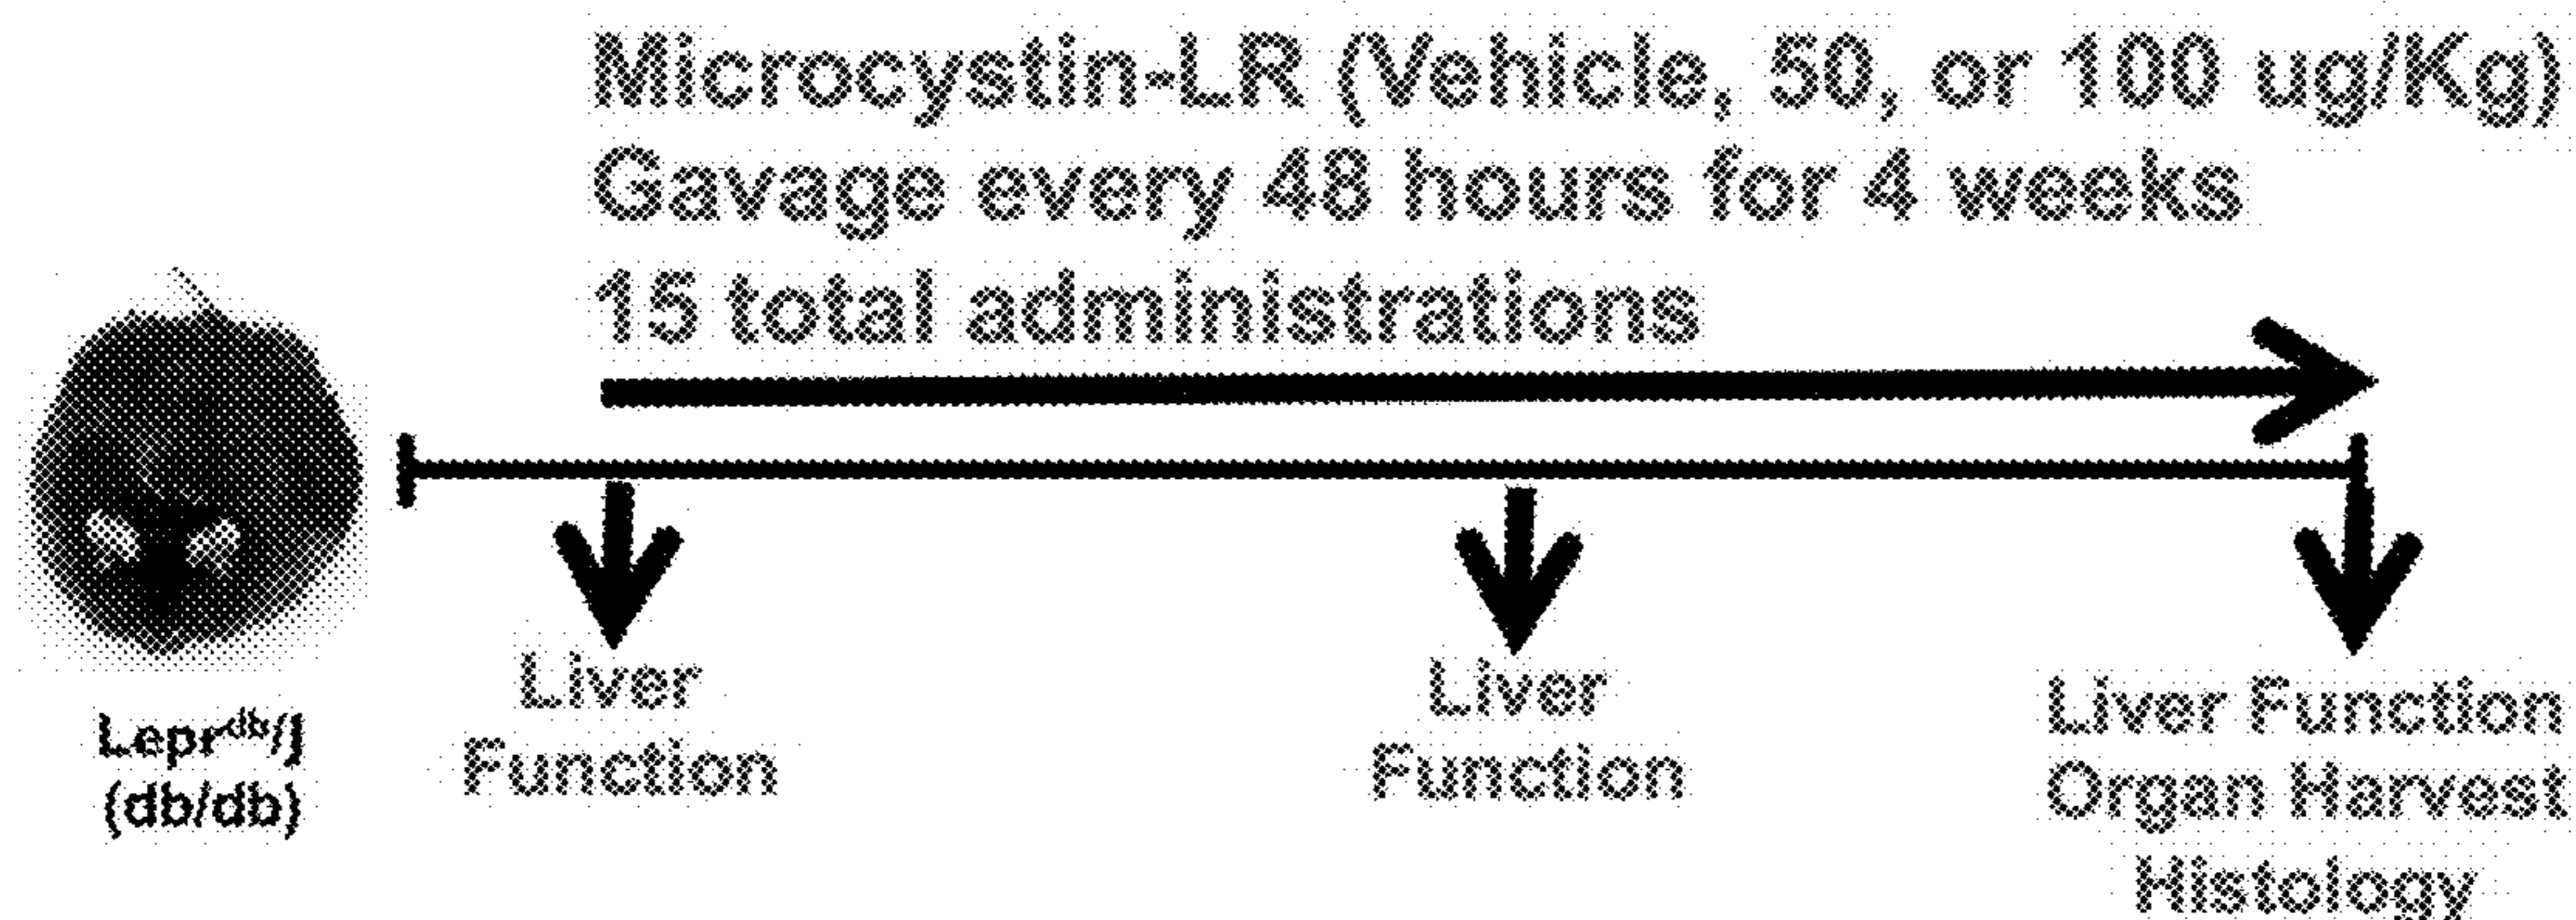 Microcystin-LR (Vehicle, 50, or 100 ug/Kg)
Gavage every 48 hours for 4 weeks
15 total administrations
Lepr^db/J
(db/db)
Liver
Function
Liver
Function
Liver Function
Organ Harvest
Histology